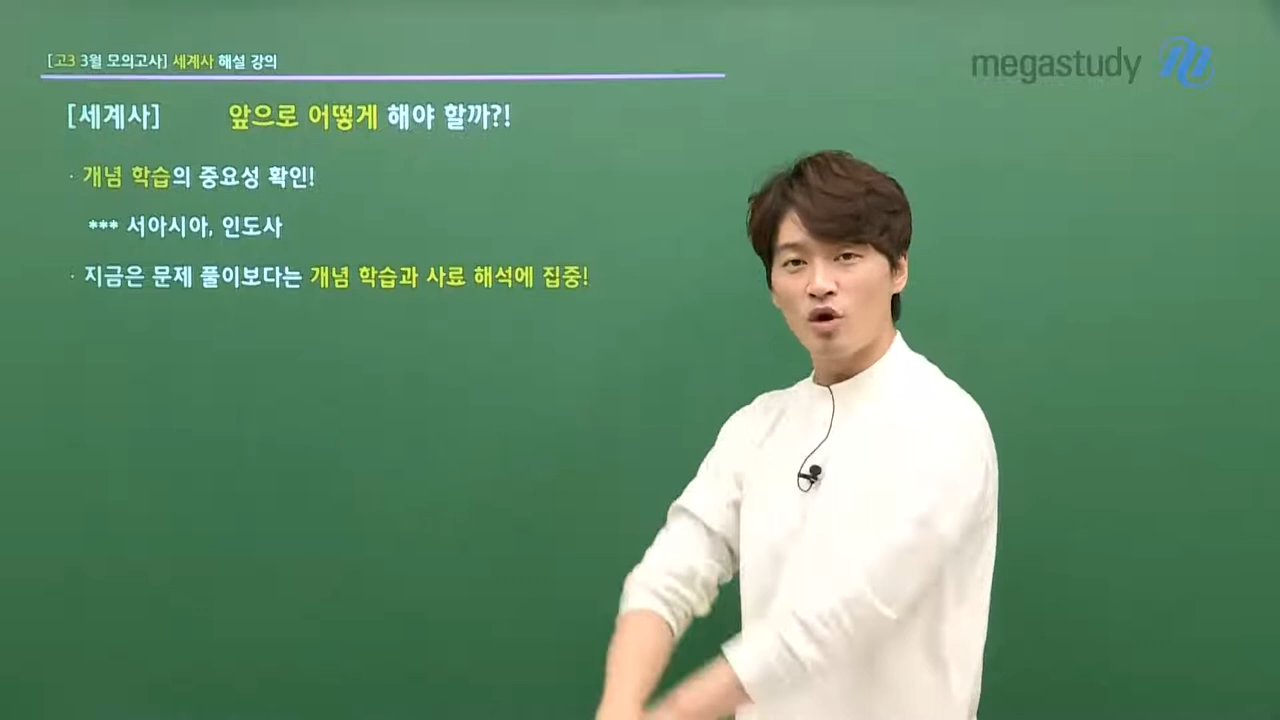 [고3 3월 모의고사] 세계사 해설 강의
megastudy
[세계사] 앞으로 어떻게 해야 할까?!
· 개념 학습의 중요성 확인!
*** 서아시아, 인도사
· 지금은 문제 풀이보다는 개념 학습과 사료 해석에 집중!